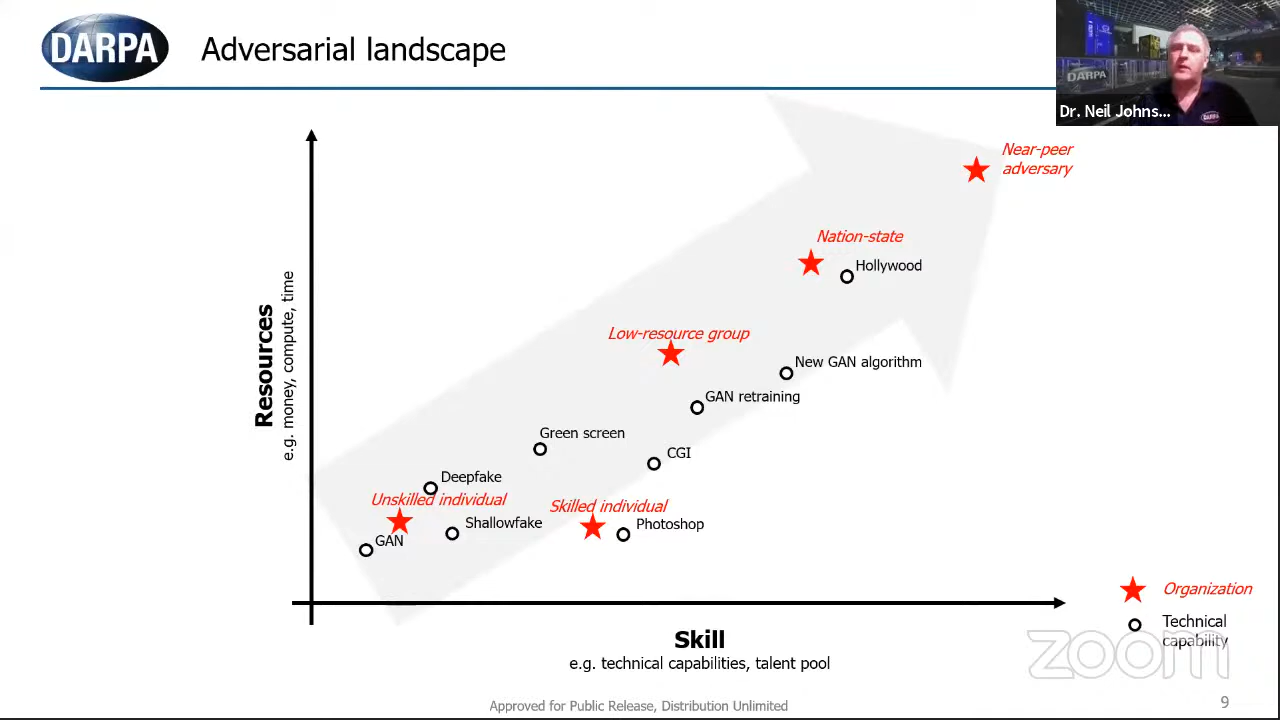 DARPA
Adversarial landscape
DARPA
DARPA
Dr. Neil Johns...
Near-peer
adversary
Nation-state
Hollywood
Low-resource group
New GAN algorithm
GAN retraining
Green screen
CGI
Deepfake
Unskilled individual
Skilled individual
Shallowfake
Photoshop
GAN
Resources
e.g. money, compute, time
Skill
e.g. technical capabilities, talent pool
Organization
Technical
capability
zoom
Approved for Public Release, Distribution Unlimited
9